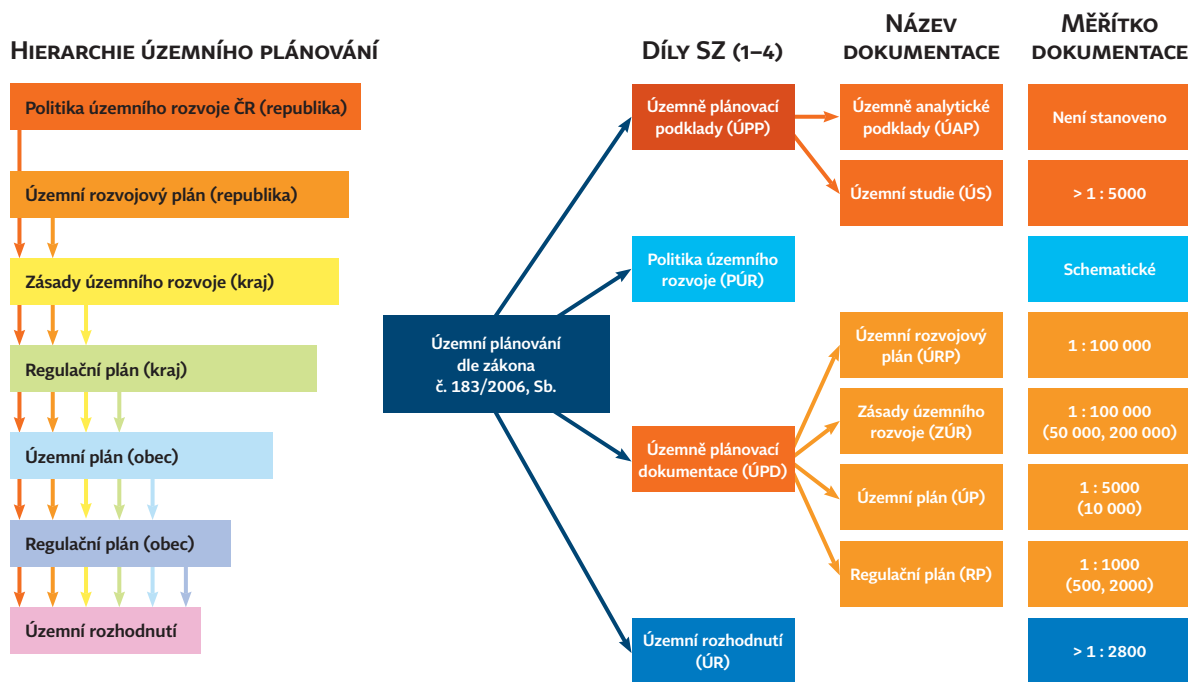 Hierarchie územního plánování
Politika územního rozvoje ČR (republika)
Územní rozvojový plán (republika)
Zásady územního rozvoje (kraj)
Regulační plán (kraj)
Územní plán (obec)
Regulační plán (obec)
Územní rozhodnutí
Územní plánování
dle zákona
č. 183/2006, Sb.
Díly SZ (1–4)
Územně plánovací
podklady (ÚPP)
Politika územního
rozvoje (PÚR)
Územně plánovací
dokumentace (ÚPD)
Územní rozhodnutí
(ÚR)
Název
dokumentace
Územně analytické
podklady (ÚAP)
Územní studie (ÚS)
Územní rozvojový
plán (ÚRP)
Zásady územního
rozvoje (ZÚR)
Územní plán (ÚP)
Regulační plán (RP)
Měřítko
dokumentace
Není stanoveno
> 1 : 5000
Schematické
1 : 100 000
1 : 100 000
(50 000, 200 000)
1 : 5000
(10 000)
1 : 1000
(500, 2000)
> 1 : 2800